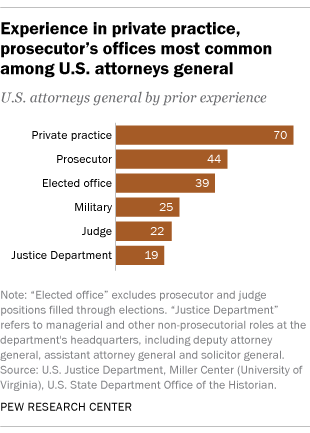 Experience in private practice,
prosecutor's offices most common
among U.S. attorneys general
U.S. attorneys general by prior experience
Private practice 70
Prosecutor 44
Elected office 39
Military 25
Judge 22
Justice Department 19
Note: “Elected office” excludes prosecutor and judge
positions filled through elections. “Justice Department”
refers to managerial and other non-prosecutorial roles at the
department's headquarters, including deputy attorney
general, assistant attorney general and solicitor general.
Source: U.S. Justice Department, Miller Center (University of
Virginia), U.S. State Department Office of the Historian.
PEW RESEARCH CENTER